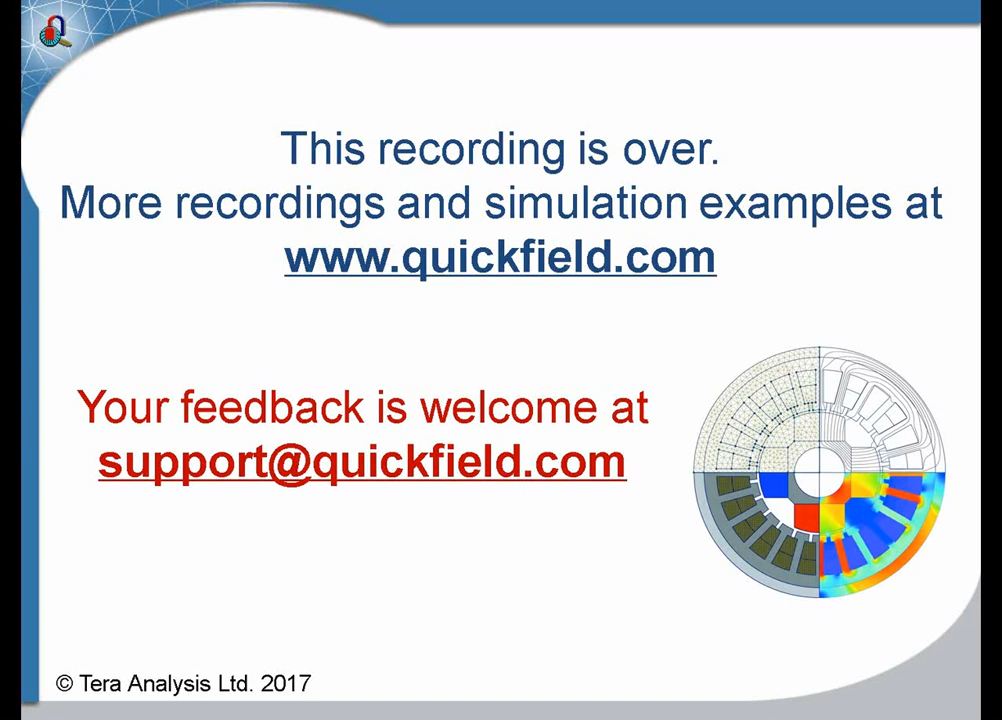 This recording is over.
More recordings and simulation examples at
www.quickfield.com
Your feedback is welcome at
support@quickfield.com
© Tera Analysis Ltd. 2017